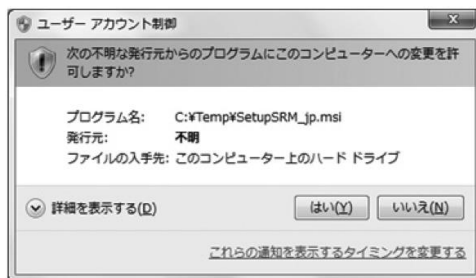 ユーザー アカウント制御
次の不明な発行元からのプログラムにこのコンピューターへの変更を許
可しますか?
プログラム名: C:¥Temp¥SetupSRM_jp.msi
発行元: 不明
ファイルの入手先: このコンピューター上のハード ドライブ
詳細を表示する(D) はい(Y) いいえ(N)
これらの通知を表示するタイミングを変更する